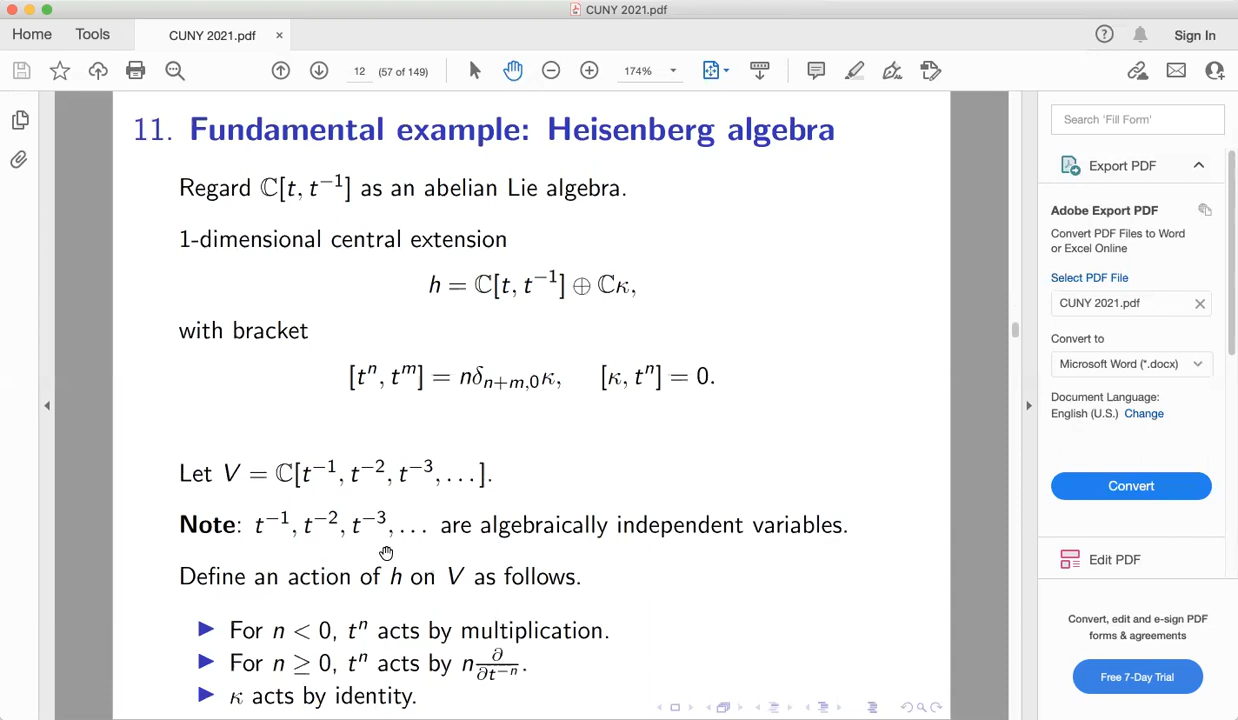 CUNY 2021.pdf
Home Tools CUNY 2021.pdf × Sign In
12 (57 of 149) 174%
11. Fundamental example: Heisenberg algebra
Regard ℂ[t, t⁻¹] as an abelian Lie algebra.
1-dimensional central extension
h = ℂ[t, t⁻¹] ⊕ ℂκ,
with bracket
[tⁿ, tᵐ] = nδ_{n+m,0}κ, [κ, tⁿ] = 0.
Let V = ℂ[t⁻¹, t⁻², t⁻³, . . .].
Note: t⁻¹, t⁻², t⁻³, . . . are algebraically independent variables.
Define an action of h on V as follows.
▶ For n < 0, tⁿ acts by multiplication.
▶ For n ≥ 0, tⁿ acts by n ∂/∂t⁻ⁿ.
▶ κ acts by identity.
Search 'Fill Form'
Export PDF
Adobe Export PDF
Convert PDF Files to Word
or Excel Online
Select PDF File
CUNY 2021.pdf
Convert to
Microsoft Word (*.docx)
Document Language:
English (U.S.) Change
Convert
Edit PDF
Convert, edit and e-sign PDF
forms & agreements
Free 7-Day Trial